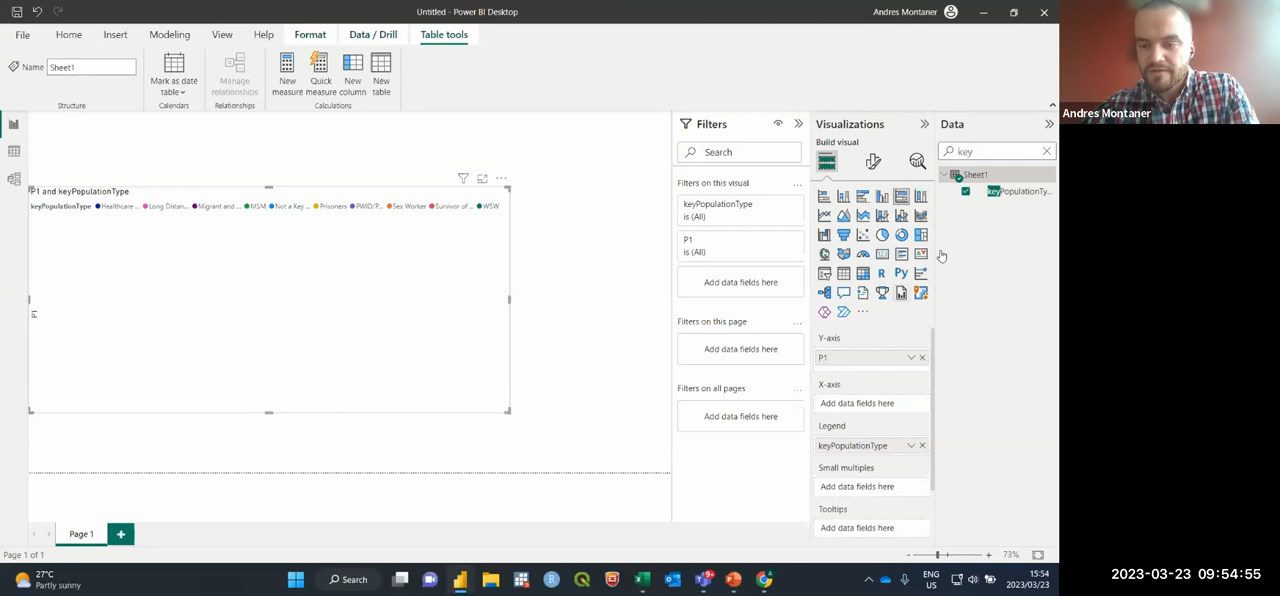 Untitled - Power BI Desktop
Andres Montaner
File Home Insert Modeling View Help Format Data / Drill Table tools
Name Sheet1
Mark as date table
Manage relationships
New measure
Quick measure
New column
New table
Structure
Calendars
Relationships
Calculations
Andres Montaner
Filters
Search
Filters on this visual
keyPopulationType
is (All)
P1
is (All)
Add data fields here
Filters on this page
Add data fields here
Filters on all pages
Add data fields here
Visualizations
Build visual
R Py
Y-axis
P1
X-axis
Add data fields here
Legend
keyPopulationType
Small multiples
Add data fields here
Tooltips
Add data fields here
Data
key
Sheet1
keyPopulationTy...
P1 and keyPopulationType
keyPopulationType Healthcare ... Long Distan... Migrant and ... MSM Not a Key ... Prisoners PWID/P... Sex Worker Survivor of ... WSW
P1
Page 1
Page 1 of 1
- + 73%
27°C
Partly sunny
Search
ENG
US
15:54
2023/03/23
2023-03-23 09:54:55